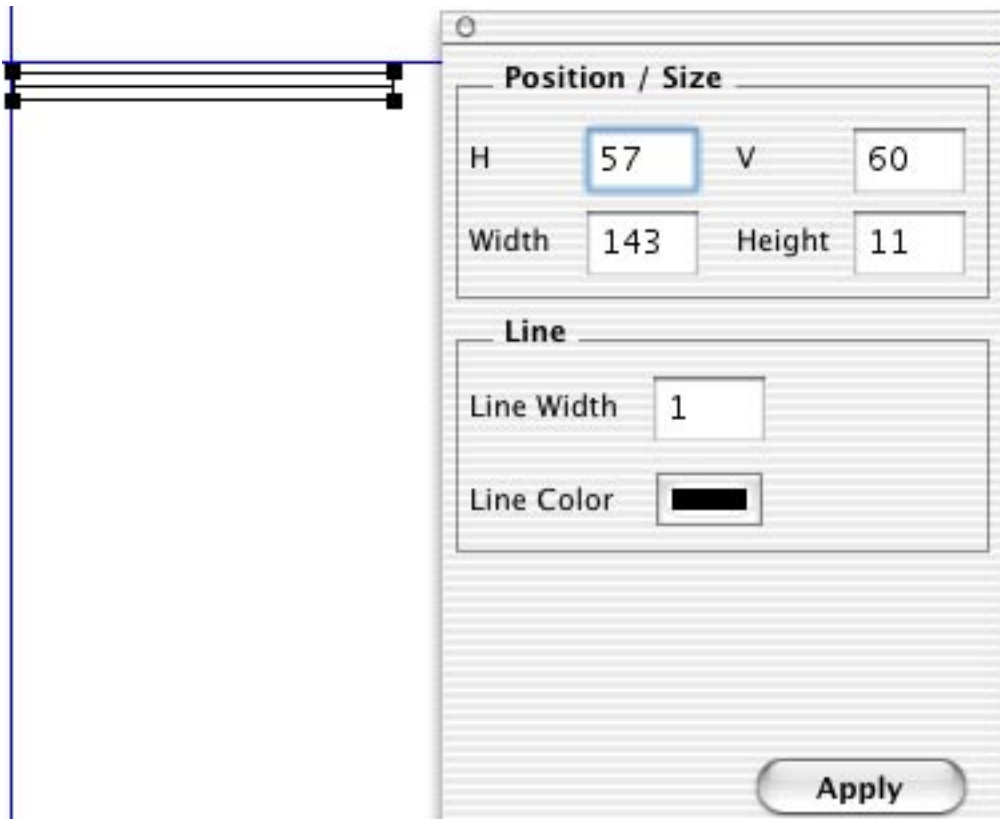 Position / Size
H 57 V 60
Width 143 Height 11
Line
Line Width 1
Line Color
Apply